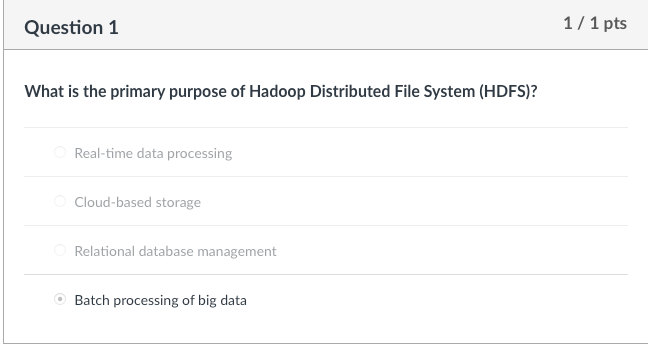 Question 1
1 / 1 pts
What is the primary purpose of Hadoop Distributed File System (HDFS)?
Real-time data processing
Cloud-based storage
Relational database management
Batch processing of big data